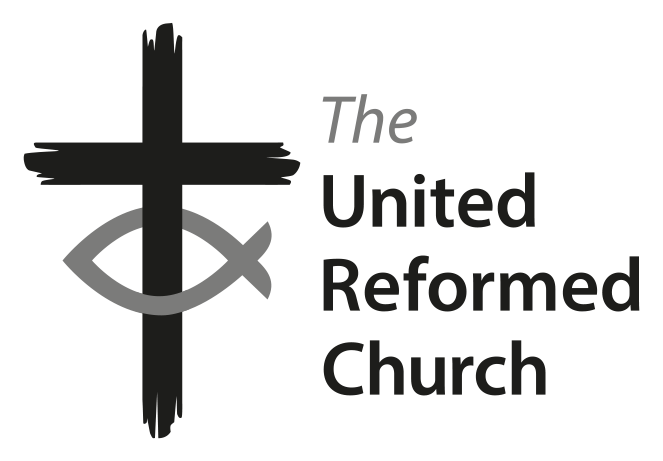 The
United
Reformed
Church